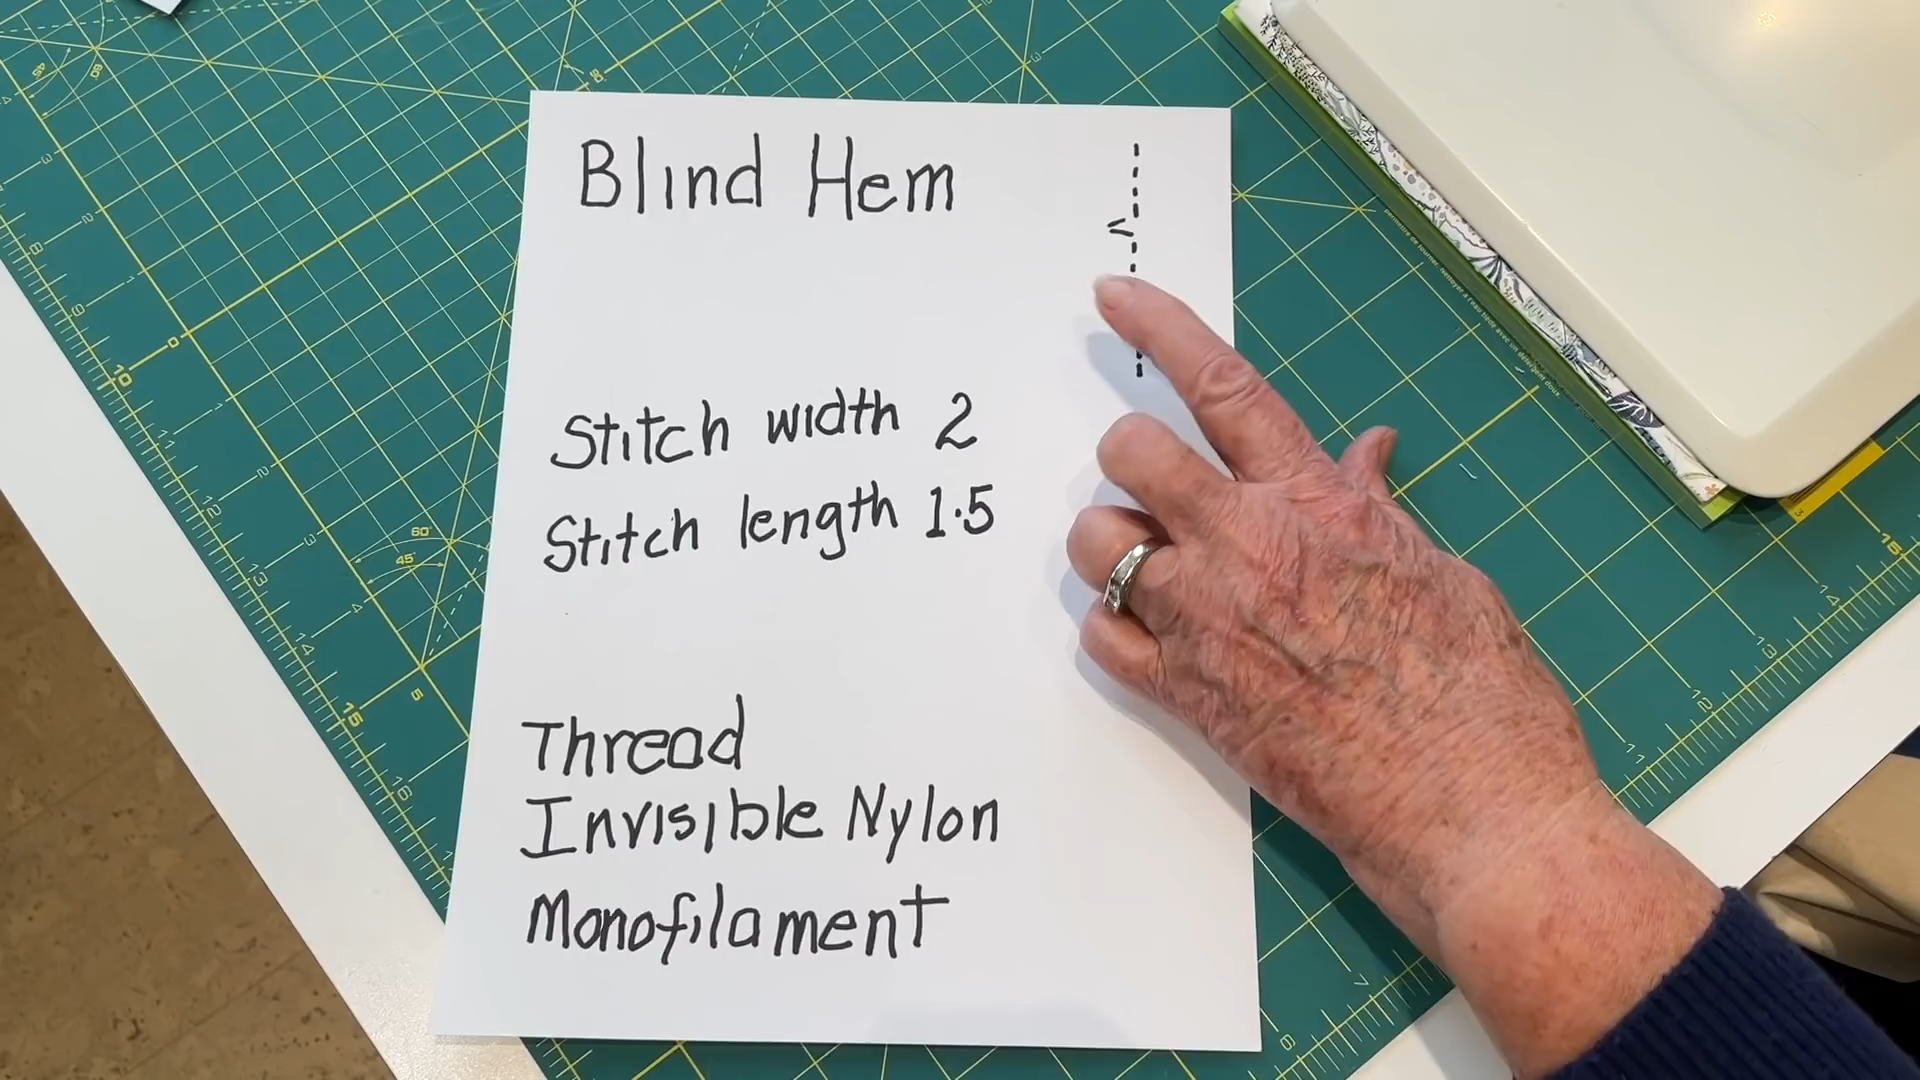 Blind Hem
Stitch width 2
Stitch length 1.5
Thread
Invisible Nylon
Monofilament